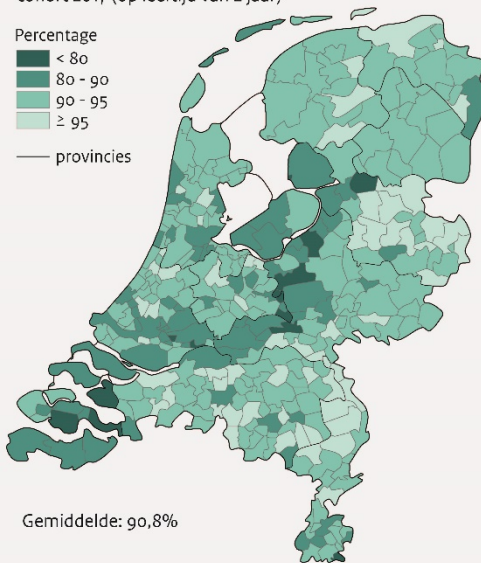 Percentage
< 80
80 - 90
90 - 95
≥ 95
provincies
Gemiddelde: 90,8%